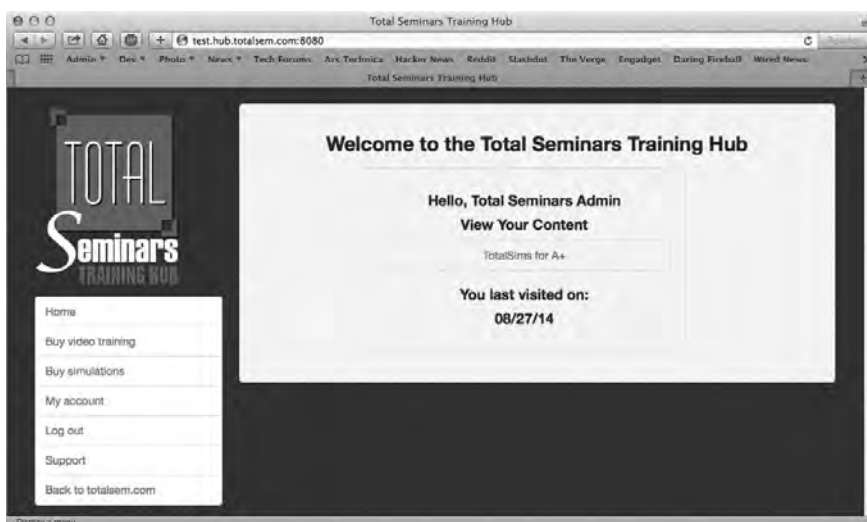 Total Seminars Training Hub
test.hub.totalsem.com:8080
Admin Dev Photo News Tech Forums Ars Technica Hacker News Reddit Slashdot The Verge Engadget Daring Fireball Wired News
Total Seminars Training Hub
TOTAL
Seminars
TRAINING HUB
Home
Buy video training
Buy simulations
My account
Log out
Support
Back to totalsem.com
Welcome to the Total Seminars Training Hub
Hello, Total Seminars Admin
View Your Content
TotalSims for A+
You last visited on:
08/27/14